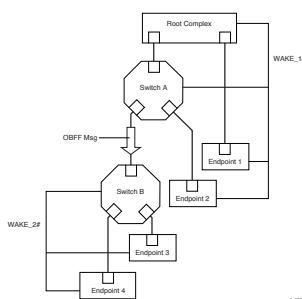 Root Complex
WAKE_1
Switch A
OBFF Msg
Endpoint 1
Switch B
Endpoint 2
WAKE_2#
Endpoint 3
Endpoint 4